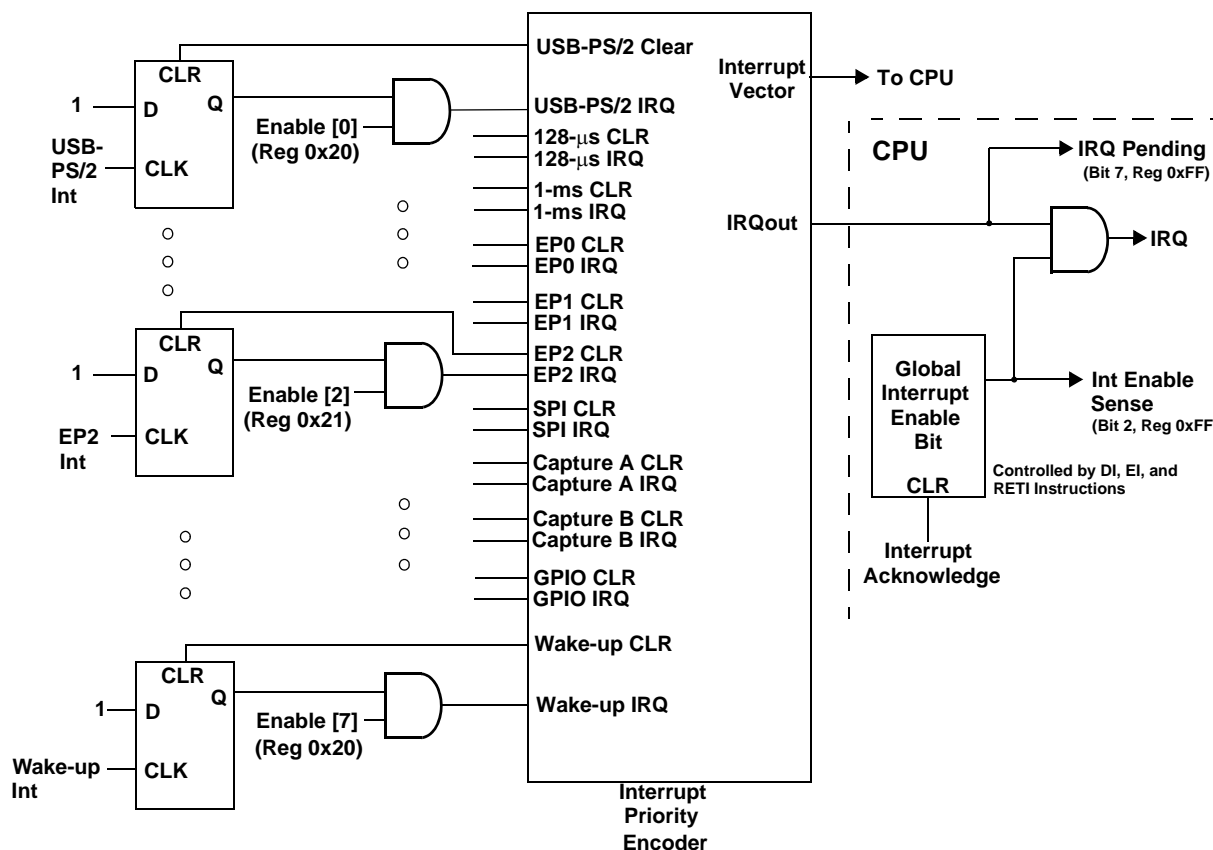 CLR
D
Q
CLK
1
USB-
PS/2
Int
Enable [0]
(Reg 0x20)
CLR
D
Q
CLK
1
EP2
Int
Enable [2]
(Reg 0x21)
CLR
D
Q
CLK
1
Wake-up
Int
Enable [7]
(Reg 0x20)
USB-PS/2 Clear
USB-PS/2 IRQ
128-μs CLR
128-μs IRQ
1-ms CLR
1-ms IRQ
EP0 CLR
EP0 IRQ
EP1 CLR
EP1 IRQ
EP2 CLR
EP2 IRQ
SPI CLR
SPI IRQ
Capture A CLR
Capture A IRQ
Capture B CLR
Capture B IRQ
GPIO CLR
GPIO IRQ
Wake-up CLR
Wake-up IRQ
Interrupt
Vector
IRQout
Interrupt
Priority
Encoder
To CPU
CPU
IRQ Pending
(Bit 7, Reg 0xFF)
IRQ
Global
Interrupt
Enable
Bit
CLR
Int Enable
Sense
(Bit 2, Reg 0xFF
Controlled by DI, EI, and
RETI Instructions
Interrupt
Acknowledge